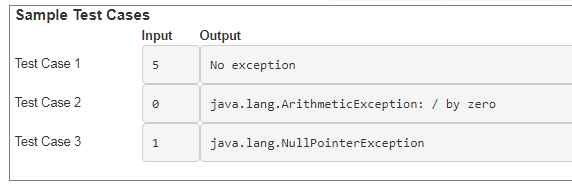 Sample Test Cases
Input Output
Test Case 1 5 No exception
Test Case 2 0 java.lang.ArithmeticException: / by zero
Test Case 3 1 java.lang.NullPointerException